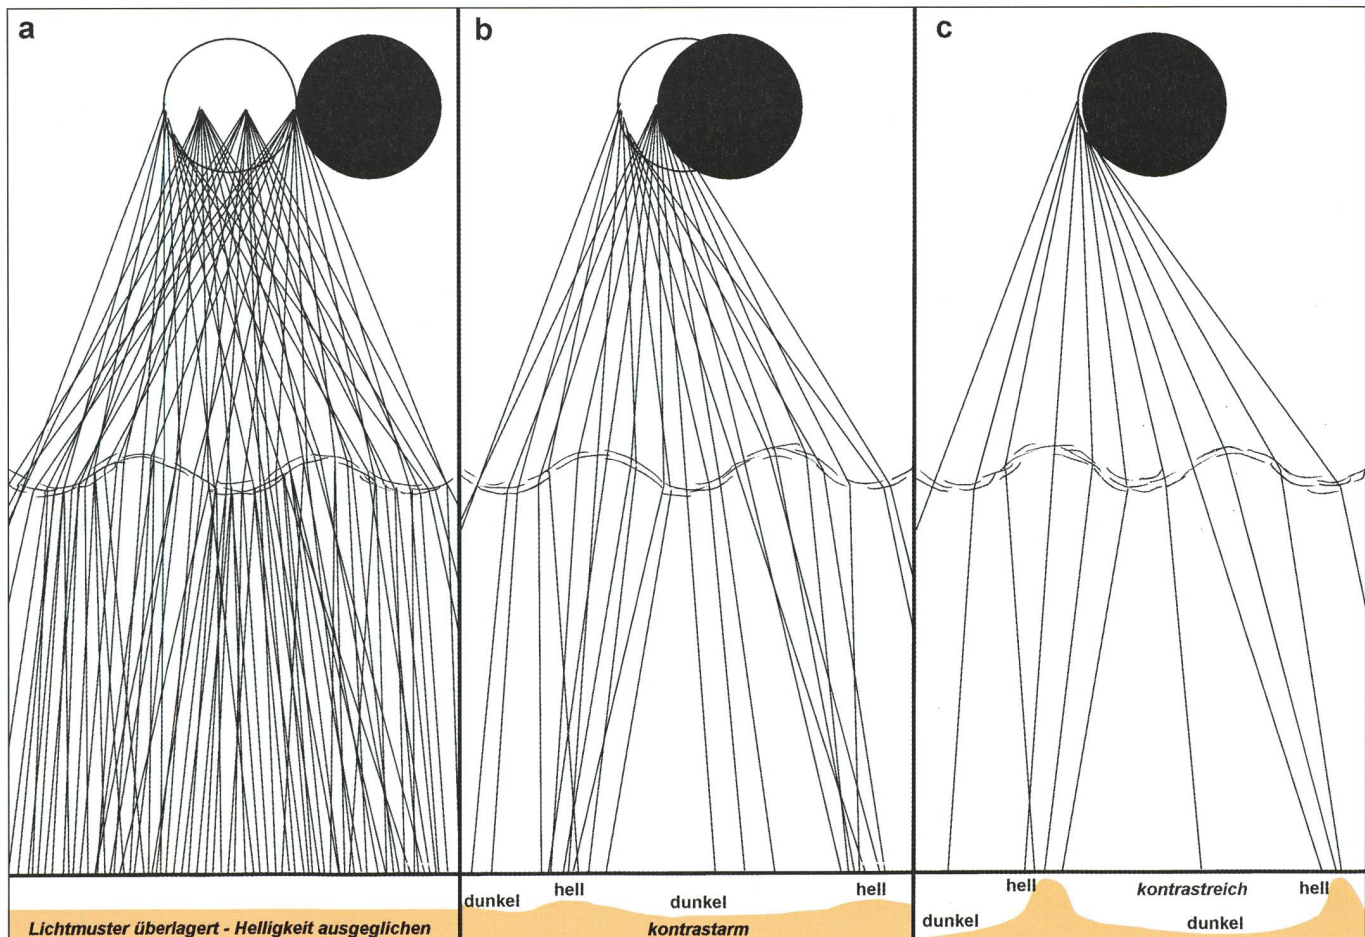 a
b
c
Lichtmuster überlagert - Helligkeit ausgeglichen
dunkel
hell
dunkel
hell
kontrastarm
dunkel
hell
kontrastreich
dunkel
hell